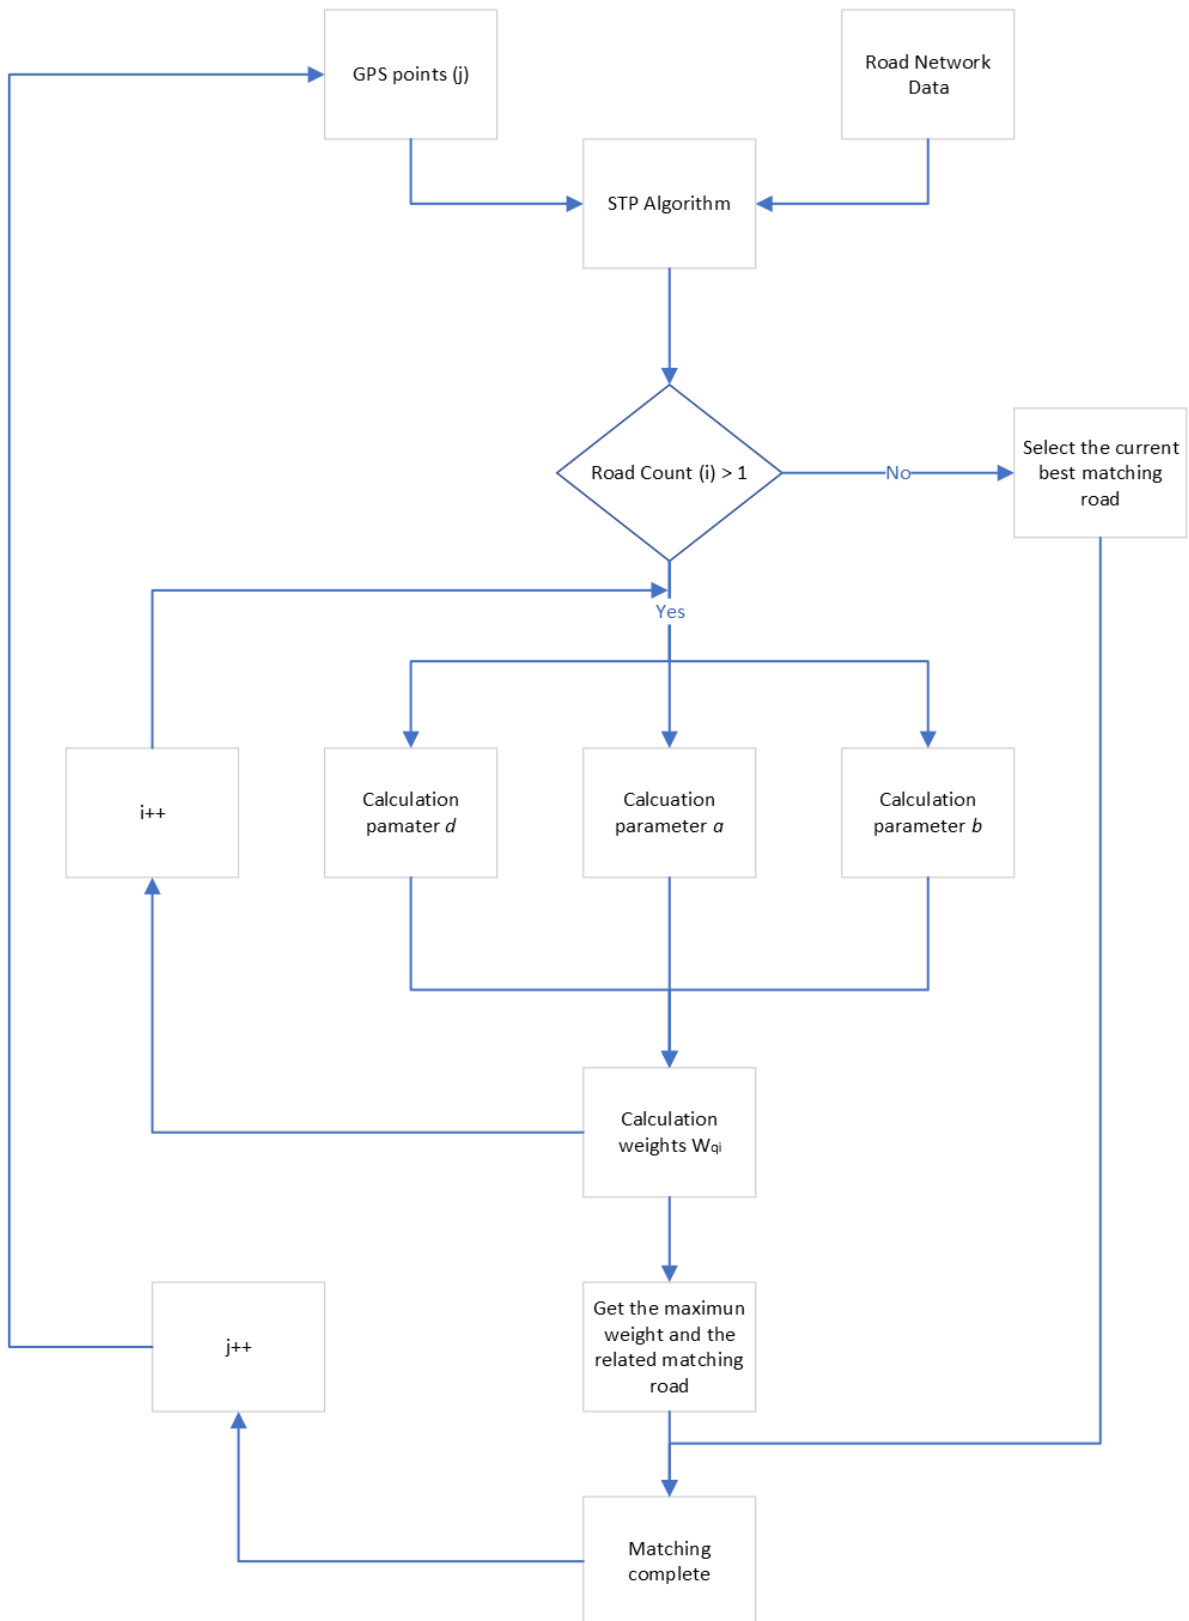 GPS points (j)
Road Network
Data
STP Algorithm
Road Count (i) > 1
No
Select the current
best matching
road
Yes
i++
Calculation
pamater d
Calcuation
parameter a
Calculation
parameter b
Calculation
weights Wqi
Get the maximun
weight and the
related matching
road
j++
Matching
complete